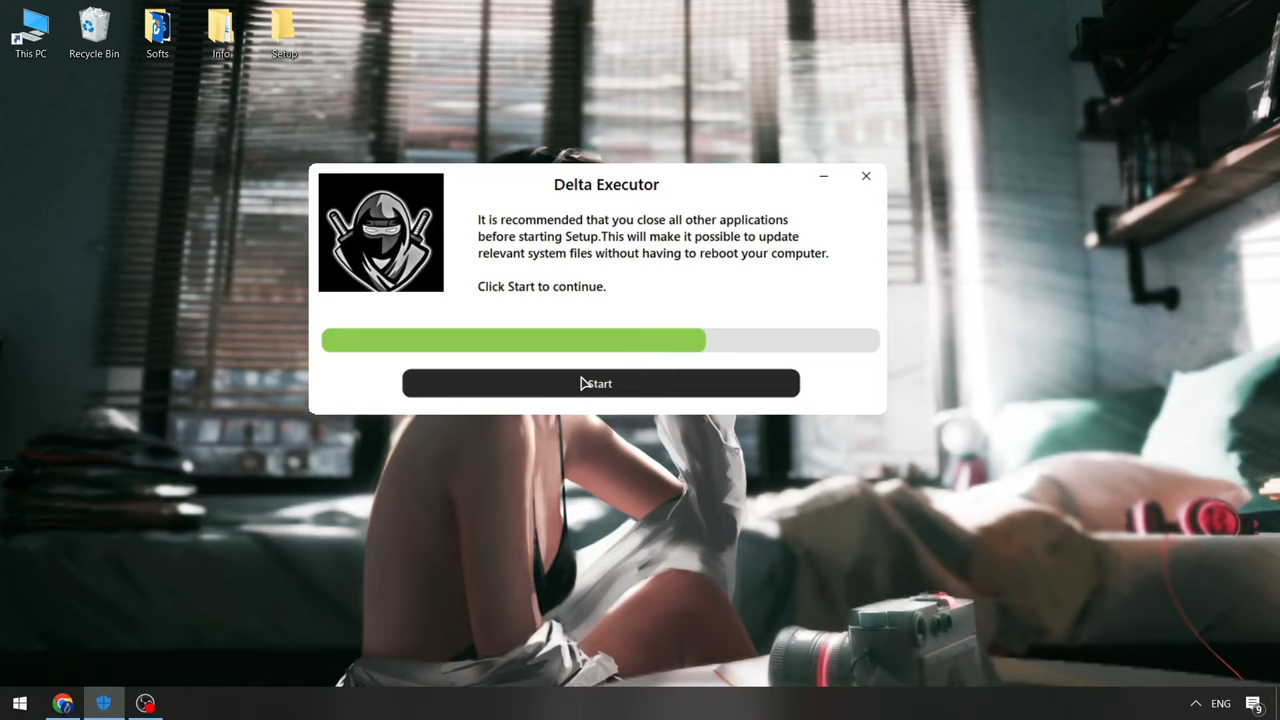 This PC
Recycle Bin
Softs
Info
Setup
Delta Executor
It is recommended that you close all other applications
before starting Setup.This will make it possible to update
relevant system files without having to reboot your computer.
Click Start to continue.
Start
ENG
9